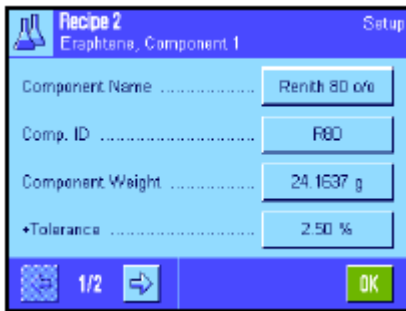 Recipe 2 Setup
Eraphtene, Component 1
Component Name ................... Renith 80 o/o
Comp. ID ............................... R80
Component Weight ................. 24.1637 g
+Tolerance ............................ 2.50 %
1/2 OK